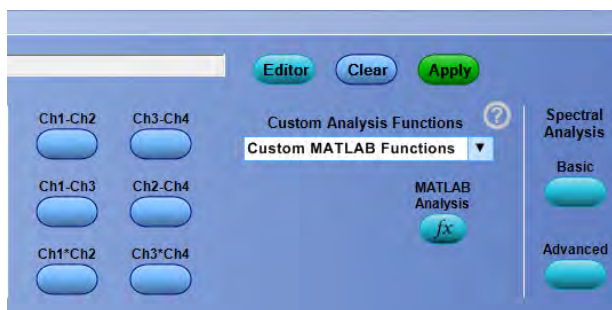 Editor Clear Apply
Ch1-Ch2 Ch3-Ch4 Custom Analysis Functions ? Spectral
Analysis
Custom MATLAB Functions
Basic
Ch1-Ch3 Ch2-Ch4 MATLAB
Analysis
fx
Ch1*Ch2 Ch3*Ch4 Advanced